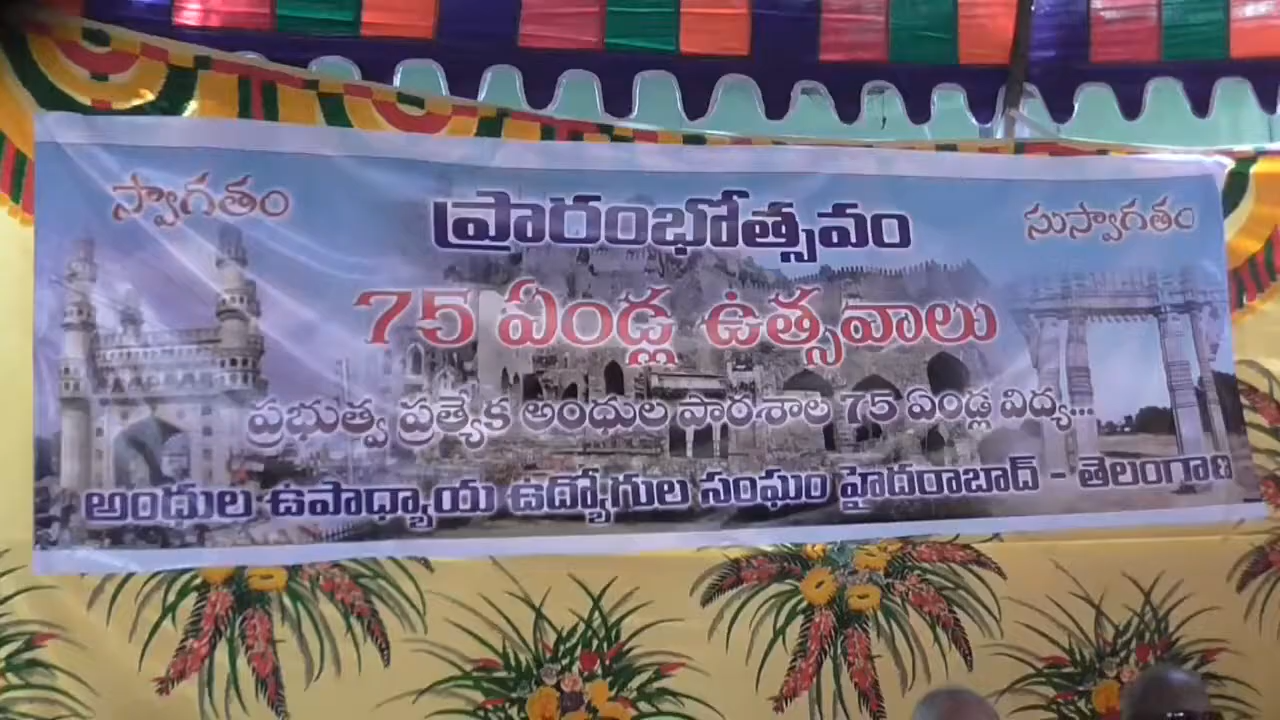 స్వాగతం
ప్రారంభోత్సవం
సుస్వాగతం
75 ఏండ్ల ఉత్సవాలు
ప్రభుత్వ ప్రత్యేక అంధుల పాఠశాల 75 ఏండ్ల విద్య...
అంధుల ఉపాధ్యాయ ఉద్యోగుల సంఘం హైదరాబాద్ - తెలంగాణ